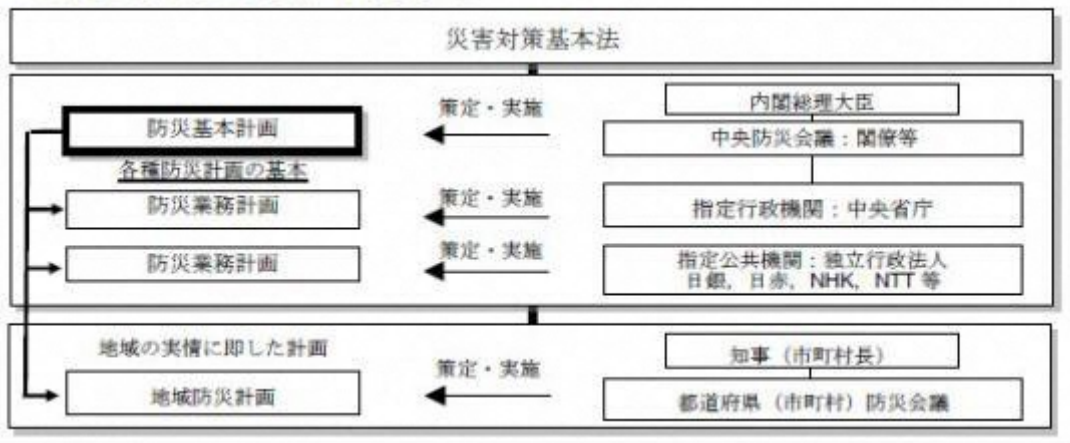 災害対策基本法
策定・実施
内閣総理大臣
防災基本計画
中央防災会議：閣僚等
各種防災計画の基本
防災業務計画
策定・実施
指定行政機関：中央省庁
防災業務計画
策定・実施
指定公共機関：独立行政法人
日銀，日赤，NHK，NTT 等
地域の実情に即した計画
策定・実施
知事（市町村長）
地域防災計画
都道府県（市町村）防災会議